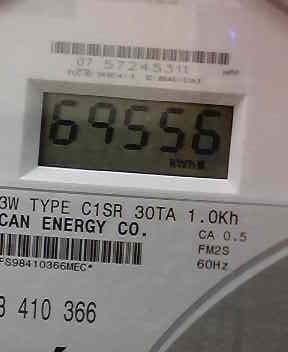 07 57245311
69556
KWh
3W TYPE C1SR 30TA 1.0Kh
CAN ENERGY CO.
CA 0.5
FM2S
60Hz
FS98410366MEC*
8 410 366